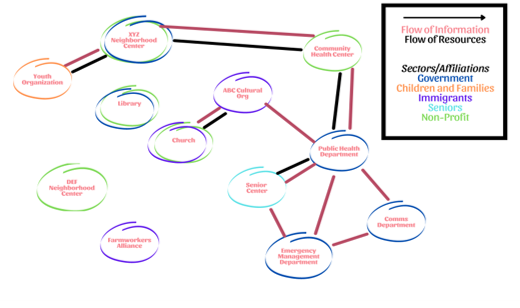 XYZ
Neighborhood
Center
Community
Health Center
Youth
Organization
Library
ABC Cultural
Org
Church
Public Health
Department
DEF
Neighborhood
Center
Senior
Center
Comms
Department
Farmworkers
Alliance
Emergency
Management
Department
Flow of Information
Flow of Resources
Sectors/Affiliations
Government
Children and Families
Immigrants
Seniors
Non-Profit